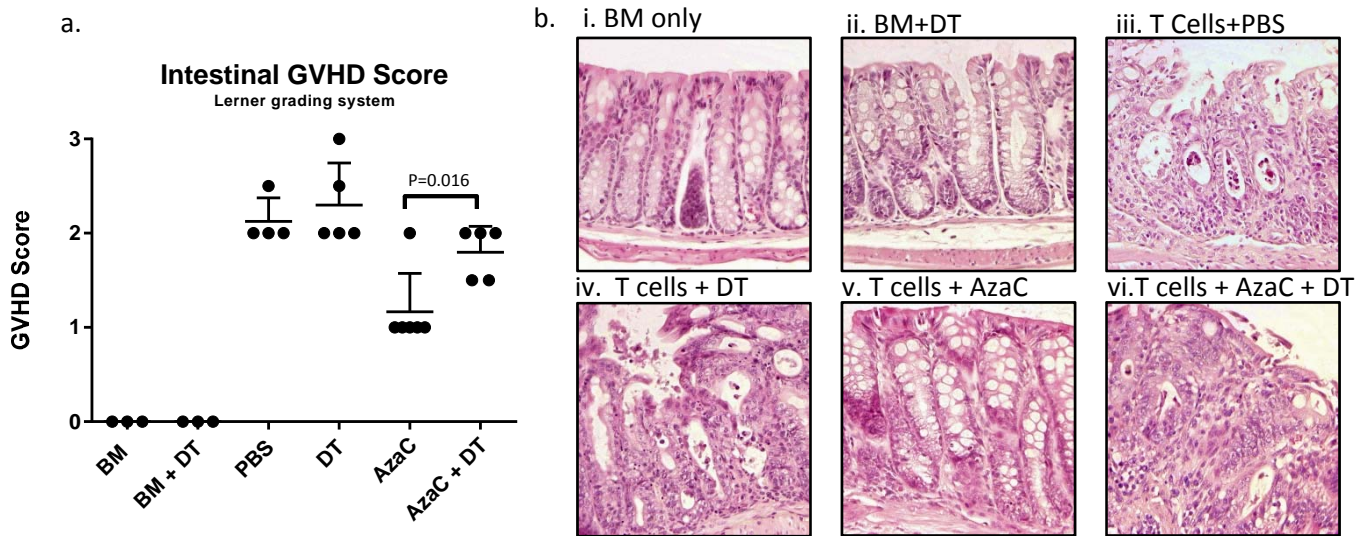 a.
Intestinal GVHD Score
Lerner grading system
GVHD Score
3
2
1
0
P=0.016
BM
BM + DT
PBS
DT
AzaC
AzaC + DT
b.
i. BM only
ii. BM+DT
iii. T Cells+PBS
iv. T cells + DT
v. T cells + AzaC
vi.T cells + AzaC + DT